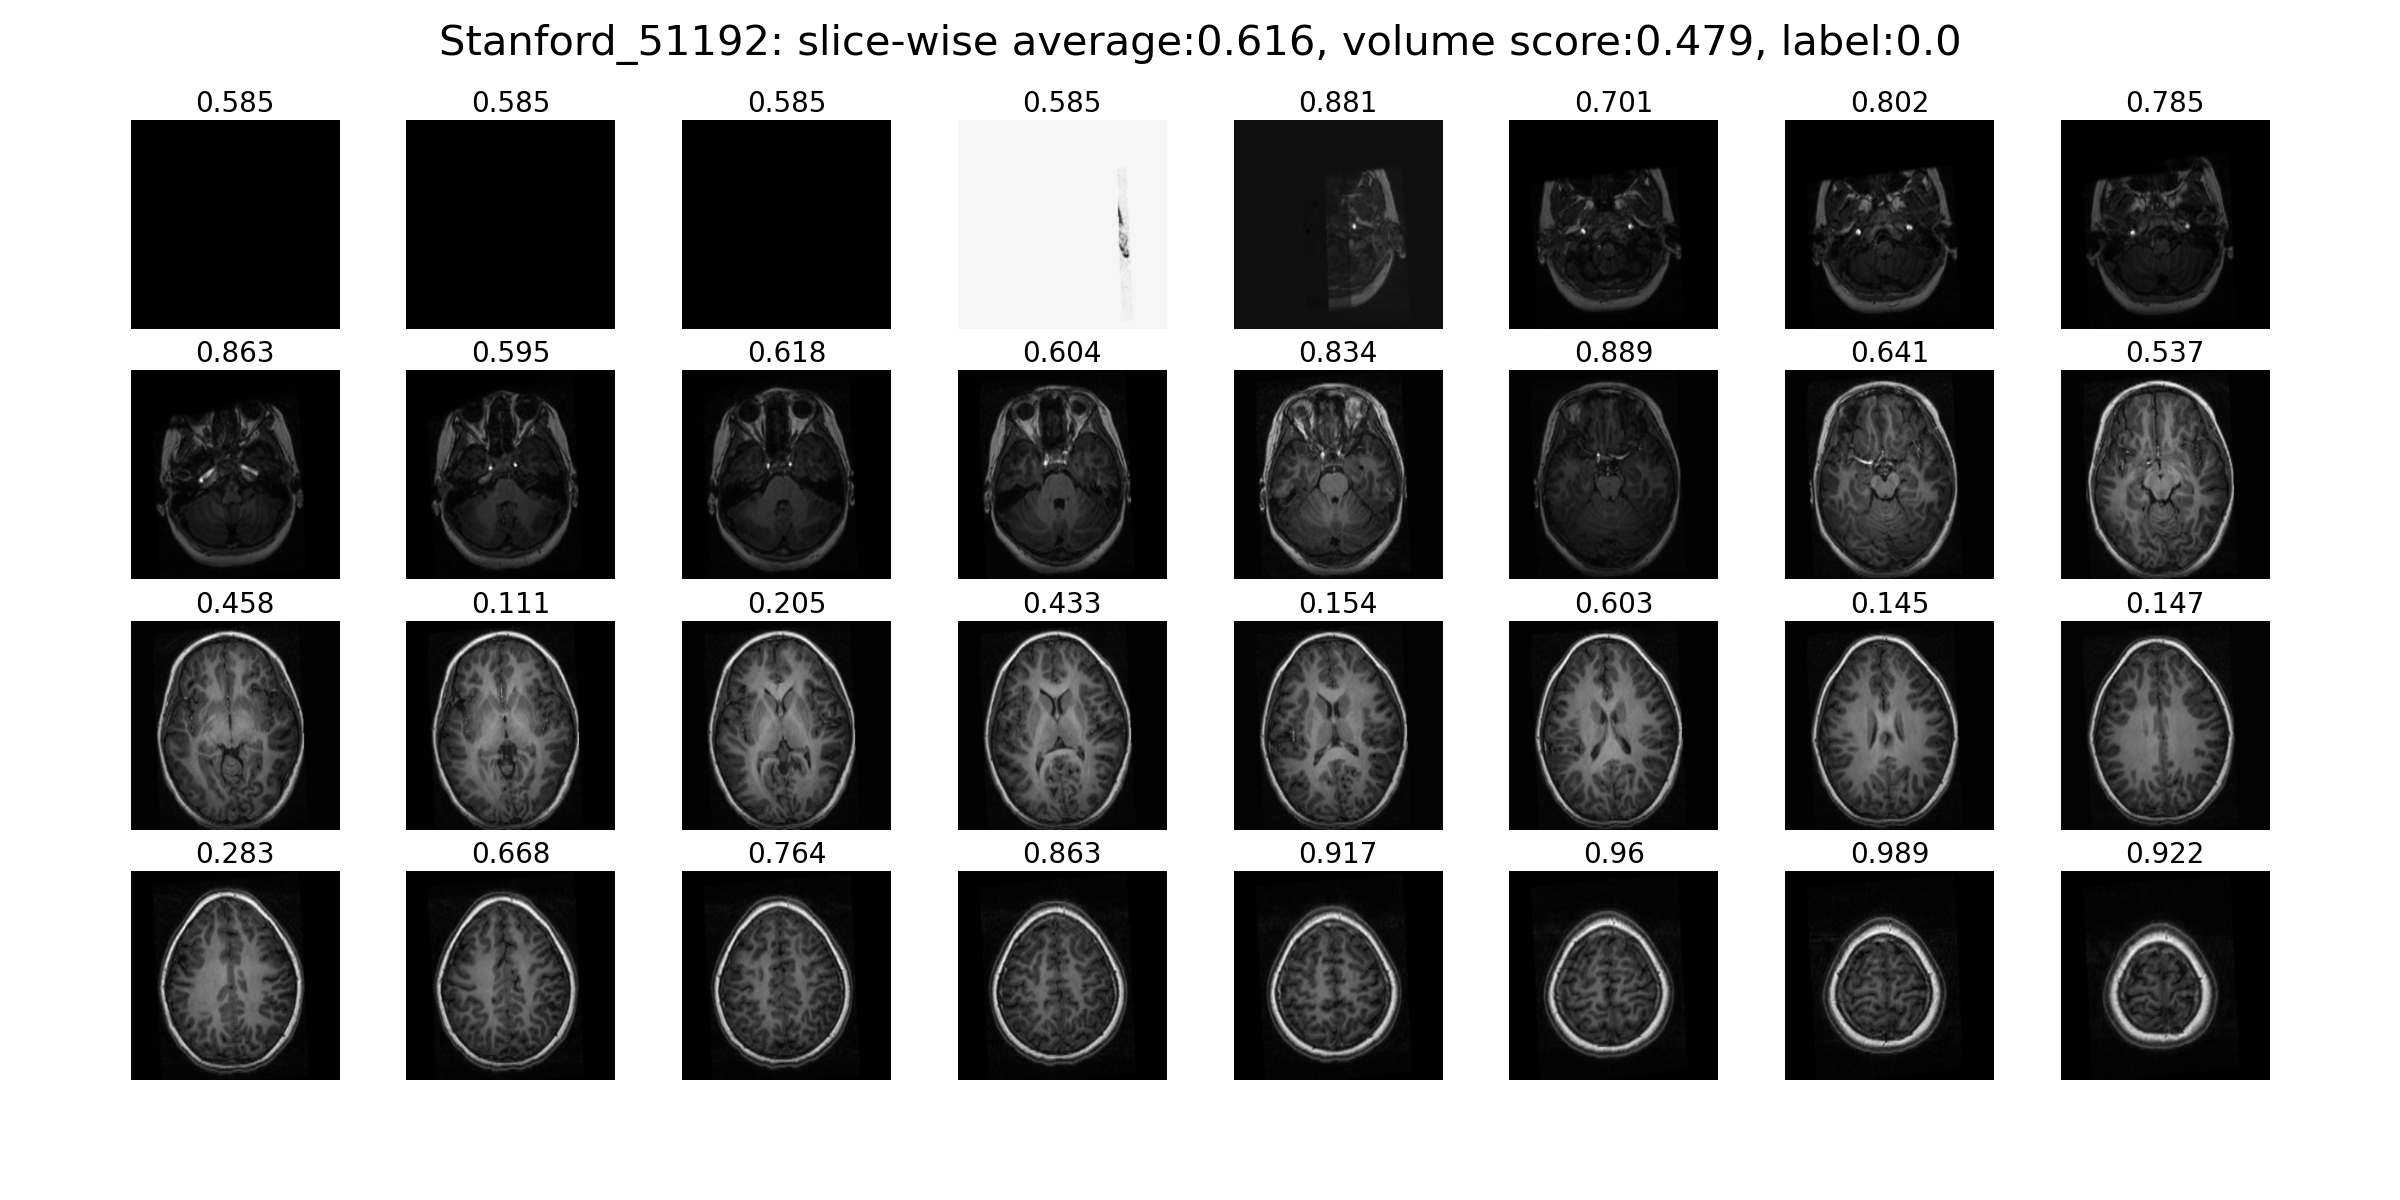 Stanford_51192: slice-wise average:0.616, volume score:0.479, label:0.0
0.585 0.585 0.585 0.585 0.881 0.701 0.802 0.785
0.863 0.595 0.618 0.604 0.834 0.889 0.641 0.537
0.458 0.111 0.205 0.433 0.154 0.603 0.145 0.147
0.283 0.668 0.764 0.863 0.917 0.96 0.989 0.922